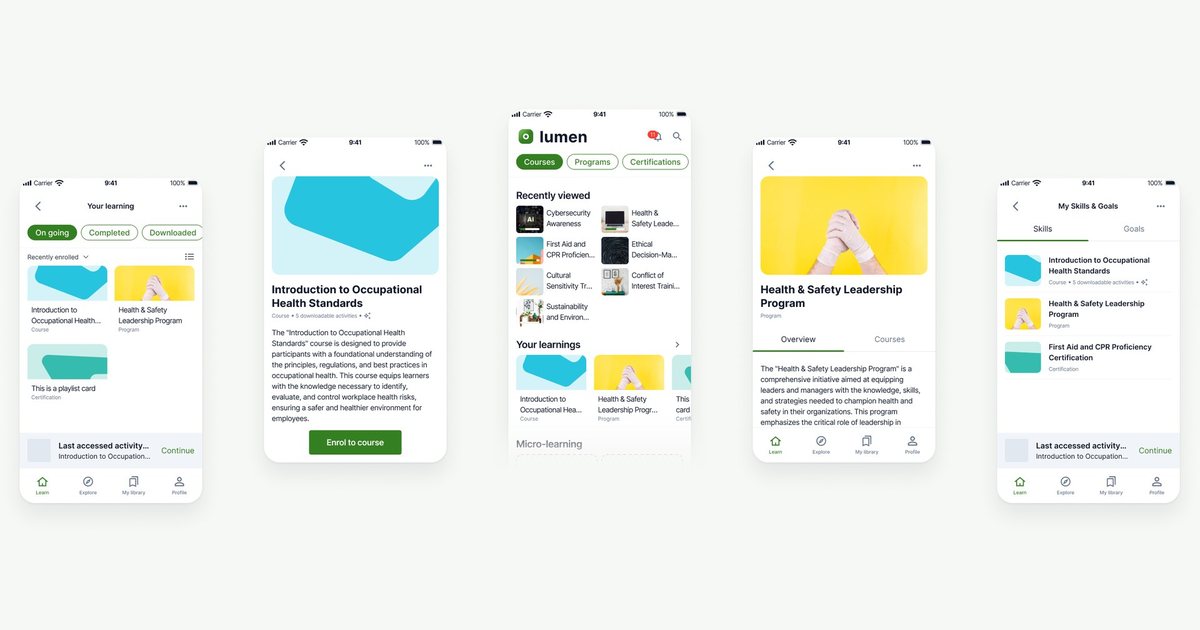 Carrier
9:41
100%
Your learning
On going
Completed
Downloaded
Recently enrolled
Introduction to
Occupational Health...
Course
Health & Safety
Leadership Program
Program
This is a playlist card
Certification
Last accessed activity...
Introduction to Occupation...
Continue
Learn
Explore
My library
Profile
Carrier
9:41
100%
Introduction to Occupational
Health Standards
Course • 5 downloadable activities •
The "Introduction to Occupational Health
Standards" course is designed to provide
participants with a foundational understanding of
the principles, regulations, and best practices in
occupational health. This course equips learners
with the knowledge necessary to identify,
evaluate, and control workplace health risks,
ensuring a safer and healthier environment for
employees.
Enrol to course
Carrier
9:41
100%
lumen
11
Courses
Programs
Certifications
Recently viewed
AI
Cybersecurity
Awareness
Health &
Safety Leade...
First Aid and
CPR Proficien...
Ethical
Decision-Ma...
Cultural
Sensitivity Tr...
Conflict of
Interest Traini...
Sustainability
and Environ...
Your learnings
Introduction to
Occupational Hea...
Course
Health & Safety
Leadership Progr...
Program
This
card
Certif
Micro-learning
Carrier
9:41
100%
Health & Safety Leadership
Program
Program
Overview
Courses
The "Health & Safety Leadership Program" is a
comprehensive initiative aimed at equipping
leaders and managers with the knowledge, skills,
and strategies needed to champion health and
safety in their organizations. This program
emphasizes the critical role of leadership in
Learn
Explore
My library
Profile
Carrier
9:41
100%
My Skills & Goals
Skills
Goals
Introduction to Occupational
Health Standards
Course • 5 downloadable activities •
Health & Safety Leadership
Program
Program
First Aid and CPR Proficiency
Certification
Certification
Last accessed activity...
Introduction to Occupation...
Continue
Learn
Explore
My library
Profile